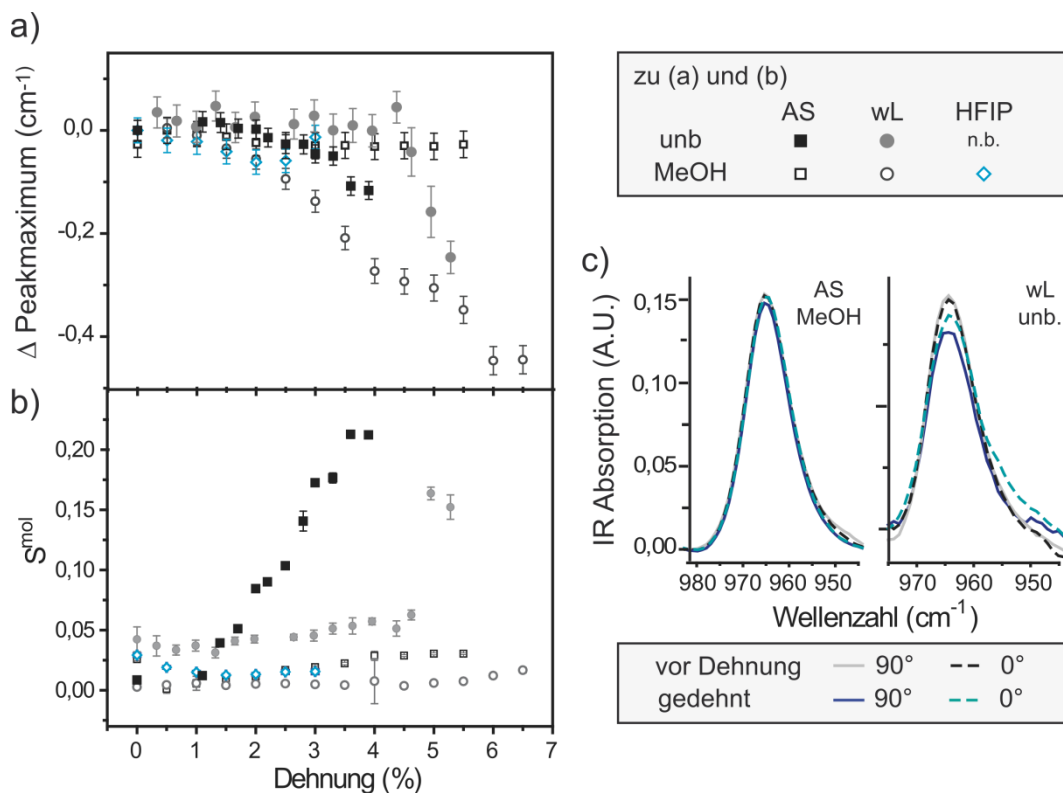 a)
Δ Peakmaximum (cm-1)
0,0
-0,2
-0,4
b)
Smol
0,20
0,15
0,10
0,05
0,00
0 1 2 3 4 5 6 7
Dehnung (%)
zu (a) und (b)
AS wL HFIP
unb n.b.
MeOH
c)
IR Absorption (A.U.)
0,15
0,10
0,05
0,00
AS
MeOH
wL
unb.
980 970 960 950
970 960 950
Wellenzahl (cm-1)
vor Dehnung 90° 0°
gedehnt 90° 0°